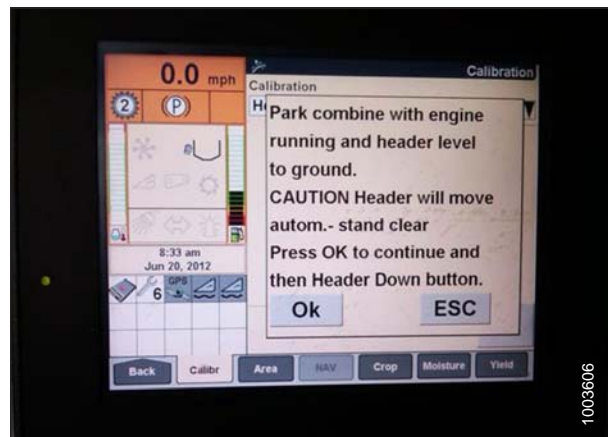 0.0 mph
Calibration
Calibration
2 P
He
Park combine with engine
running and header level
to ground.
CAUTION Header will move
autom.- stand clear
Press OK to continue and
then Header Down button.
Ok ESC
8:33 am
Jun 20, 2012
6 GPS
Back Calibr Area NAV Crop Moisture Yield
1003606